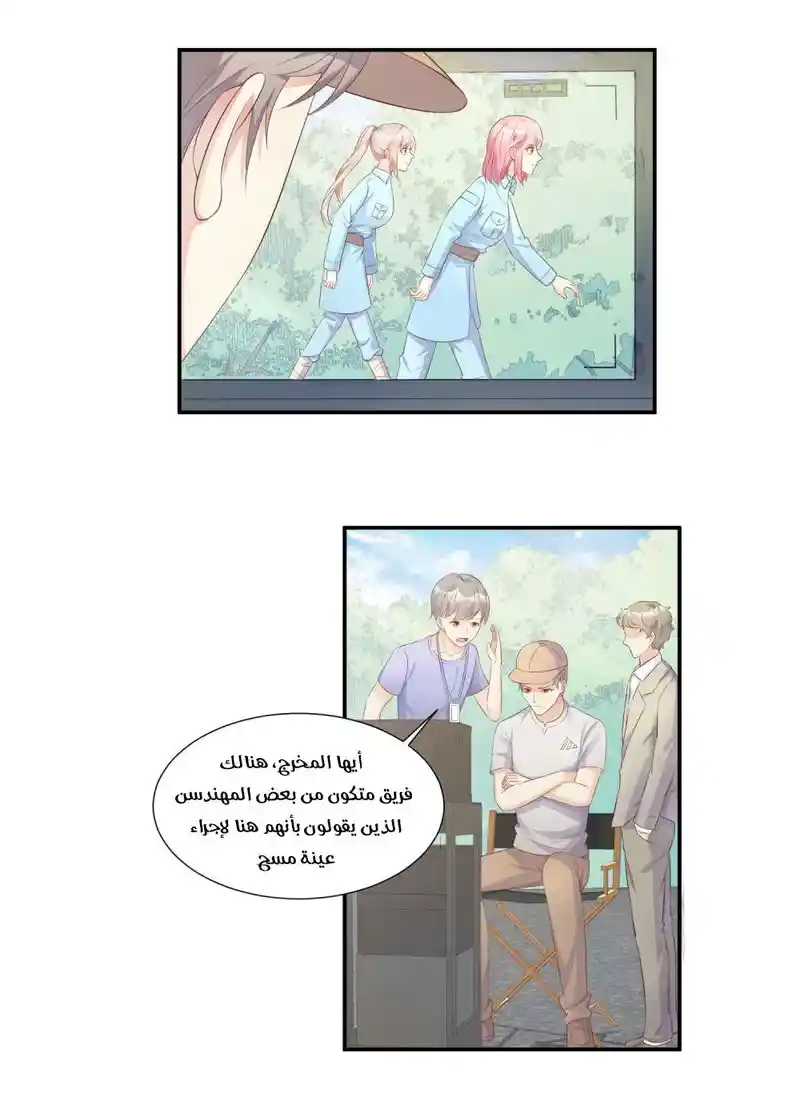 أيها المخرج، هنالك
فريق متكون من بعض المهندسن
الذين يقولون بأنهم هنا لإجراء
عينة مسح